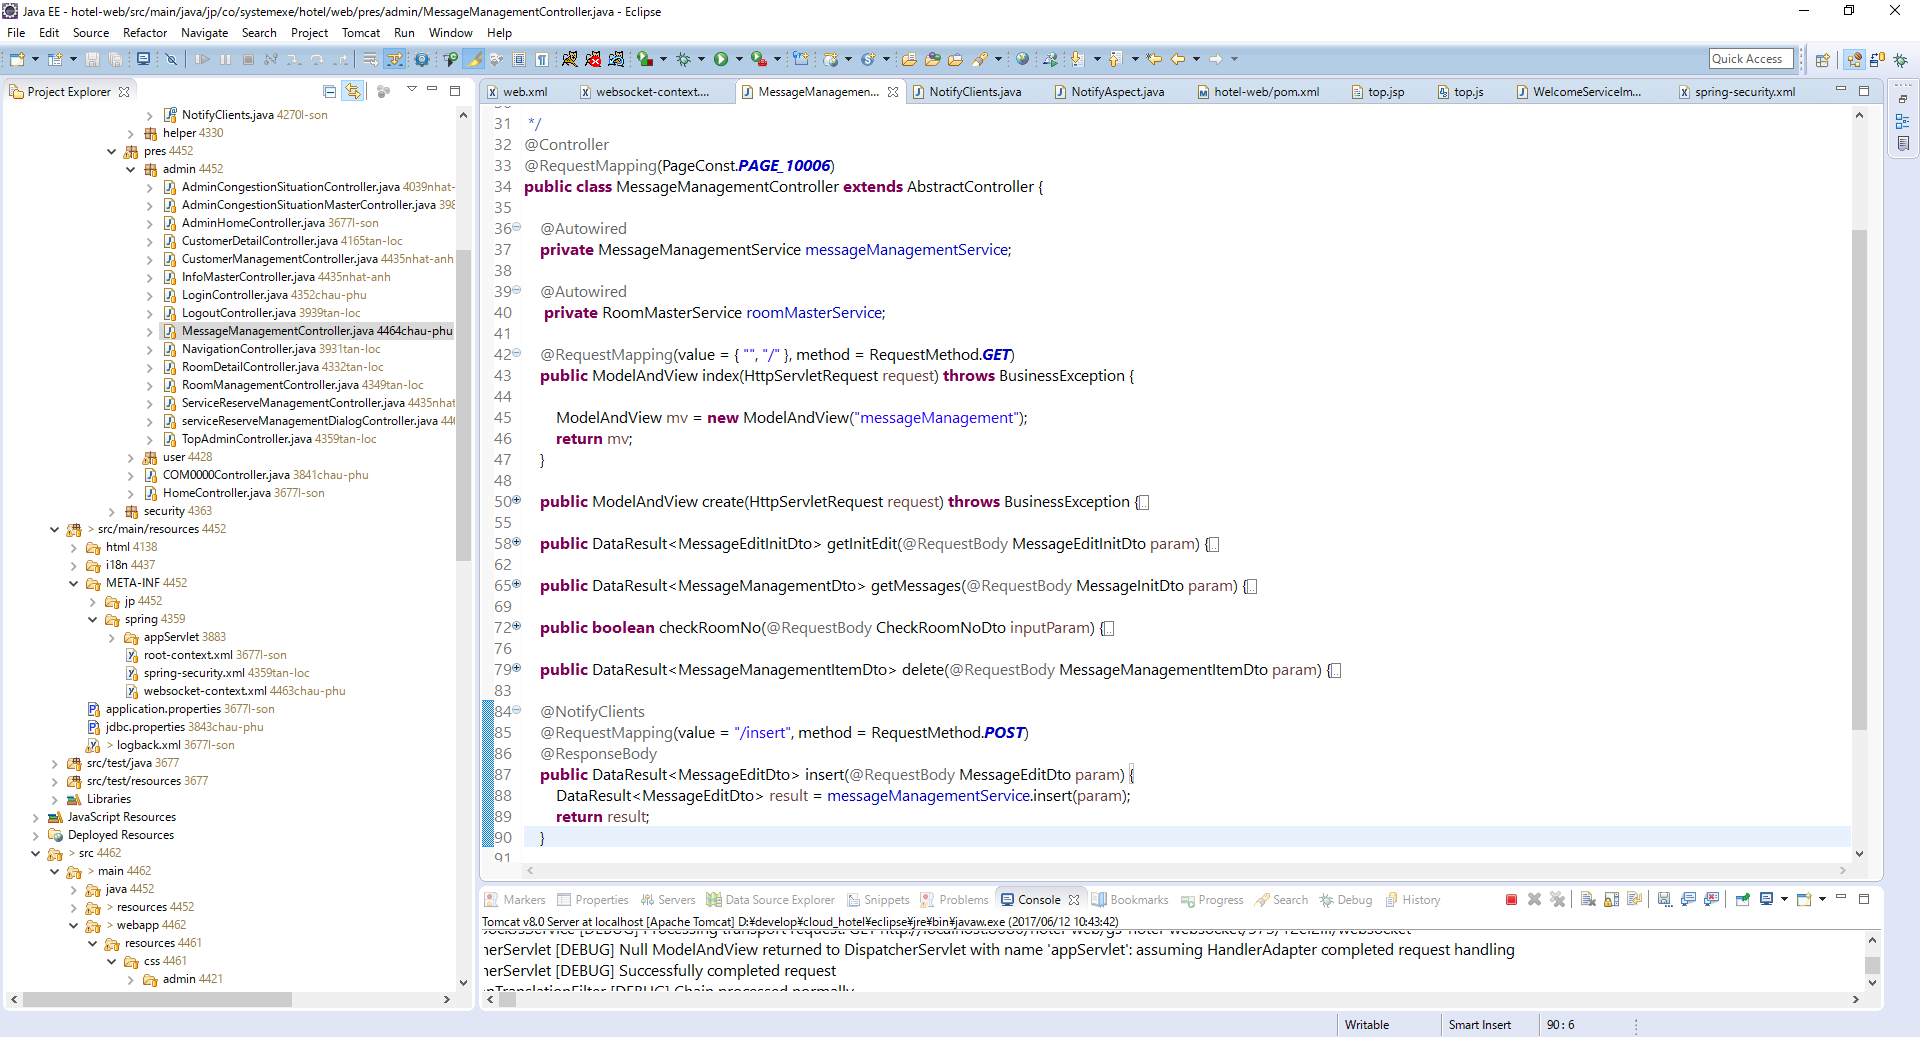 Java EE - hotel-web/src/main/java/jp/co/systemexe/hotel/web/pres/admin/MessageManagementController.java - Eclipse
File Edit Source Refactor Navigate Search Project Tomcat Run Window Help
Quick Access
Project Explorer
NotifyClients.java 4270l-son
helper 4330
pres 4452
admin 4452
AdminCongestionSituationController.java 4039nhat-
AdminCongestionSituationMasterController.java 398
AdminHomeController.java 3677l-son
CustomerDetailController.java 4165tan-loc
CustomerManagementController.java 4435nhat-anh
InfoMasterController.java 4435nhat-anh
LoginController.java 4352chau-phu
LogoutController.java 3939tan-loc
MessageManagementController.java 4464chau-phu
NavigationController.java 3931tan-loc
RoomDetailController.java 4332tan-loc
RoomManagementController.java 4349tan-loc
ServiceReserveManagementController.java 4435nhat
serviceReserveManagementDialogController.java 44
TopAdminController.java 4359tan-loc
user 4428
COM0000Controller.java 3841chau-phu
HomeController.java 3677l-son
security 4363
> src/main/resources 4452
html 4138
i18n 4437
META-INF 4452
jp 4452
spring 4359
appServlet 3883
root-context.xml 3677l-son
spring-security.xml 4359tan-loc
websocket-context.xml 4463chau-phu
application.properties 3677l-son
jdbc.properties 3843chau-phu
> logback.xml 3677l-son
src/test/java 3677
src/test/resources 3677
Libraries
JavaScript Resources
Deployed Resources
> src 4462
> main 4462
java 4452
> resources 4452
> webapp 4462
resources 4461
css 4461
admin 4421
web.xml websocket-context.... MessageManagemen... NotifyClients.java NotifyAspect.java hotel-web/pom.xml top.jsp top.js WelcomeServiceIm... spring-security.xml
30
31 */
32 @Controller
33 @RequestMapping(PageConst.PAGE_10006)
34 public class MessageManagementController extends AbstractController {
35
36 @Autowired
37 private MessageManagementService messageManagementService;
38
39 @Autowired
40 private RoomMasterService roomMasterService;
41
42 @RequestMapping(value = { "", "/" }, method = RequestMethod.GET)
43 public ModelAndView index(HttpServletRequest request) throws BusinessException {
44
45 ModelAndView mv = new ModelAndView("messageManagement");
46 return mv;
47 }
48
50 public ModelAndView create(HttpServletRequest request) throws BusinessException {
55
58 public DataResult<MessageEditInitDto> getInitEdit(@RequestBody MessageEditInitDto param) {
62
65 public DataResult<MessageManagementDto> getMessages(@RequestBody MessageInitDto param) {
69
72 public boolean checkRoomNo(@RequestBody CheckRoomNoDto inputParam) {
76
79 public DataResult<MessageManagementItemDto> delete(@RequestBody MessageManagementItemDto param) {
83
84 @NotifyClients
85 @RequestMapping(value = "/insert", method = RequestMethod.POST)
86 @ResponseBody
87 public DataResult<MessageEditDto> insert(@RequestBody MessageEditDto param) {
88 DataResult<MessageEditDto> result = messageManagementService.insert(param);
89 return result;
90 }
91
Markers Properties Servers Data Source Explorer Snippets Problems Console Bookmarks Progress Search Debug History
Tomcat v8.0 Server at localhost [Apache Tomcat] D:¥develop¥cloud_hotel¥eclipse¥jre¥bin¥javaw.exe (2017/06/12 10:43:42)
nerServlet [DEBUG] Null ModelAndView returned to DispatcherServlet with name 'appServlet': assuming HandlerAdapter completed request handling
nerServlet [DEBUG] Successfully completed request
nTranslationFilter [DEBUG] Chain processed normally
Writable Smart Insert 90 : 6